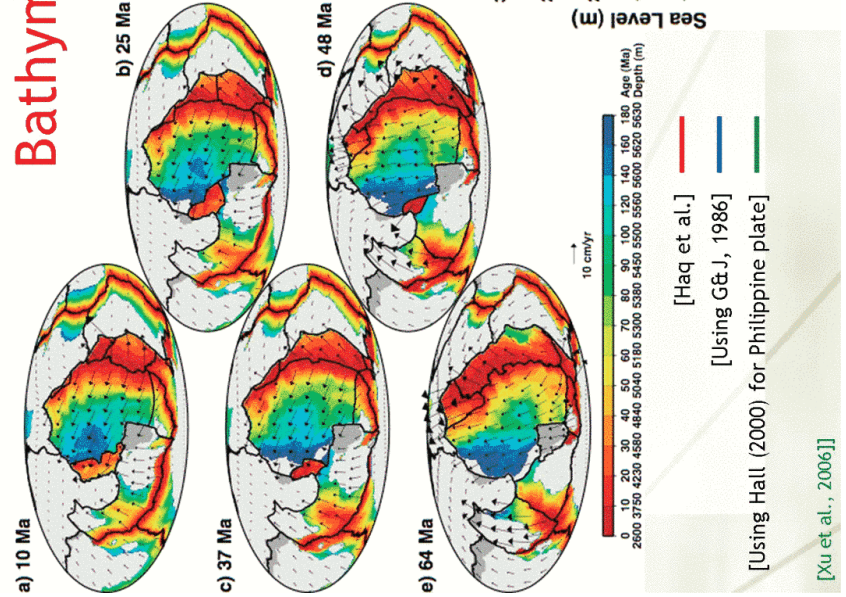 Bathym
a) 10 Ma
b) 25 Ma
c) 37 Ma
d) 48 Ma
e) 64 Ma
10 cm/yr
0 10 20 30 40 50 60 70 80 90 100 120 140 160 180 Age (Ma)
2600 3750 4230 4580 4840 5040 5180 5300 5380 5450 5500 5560 5600 5620 5630 Depth (m)
Sea Level (m)
[Haq et al.]
[Using G&J, 1986]
[Using Hall (2000) for Philippine plate]
[Xu et al., 2006]]